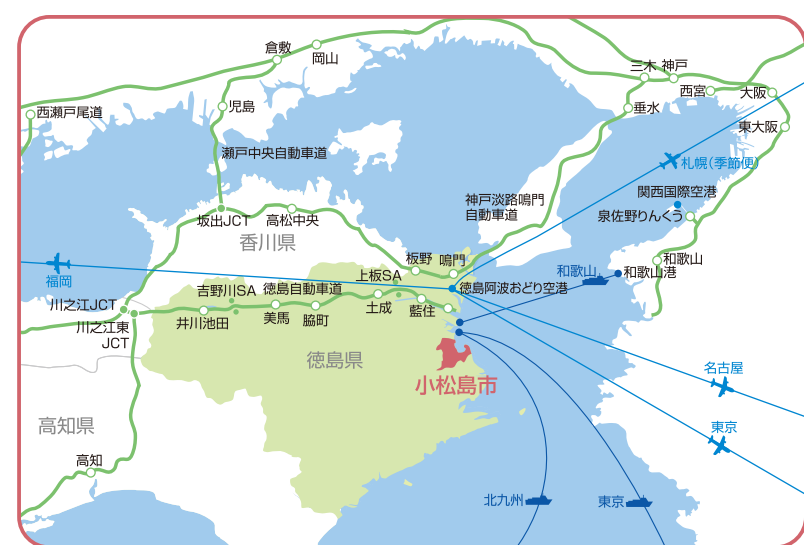 倉敷
岡山
三木
神戸
西宮
大阪
西瀬戸尾道
児島
垂水
東大阪
瀬戸中央自動車道
札幌(季節便)
関西国際空港
神戸淡路鳴門
自動車道
泉佐野りんくう
坂出JCT
高松中央
香川県
板野
鳴門
和歌山
和歌山
和歌山港
福岡
上板SA
吉野川SA
徳島自動車道
徳島阿波おどり空港
川之江JCT
川之江東
JCT
井川池田
美馬
脇町
土成
藍住
徳島県
小松島市
名古屋
高知県
東京
高知
北九州
東京